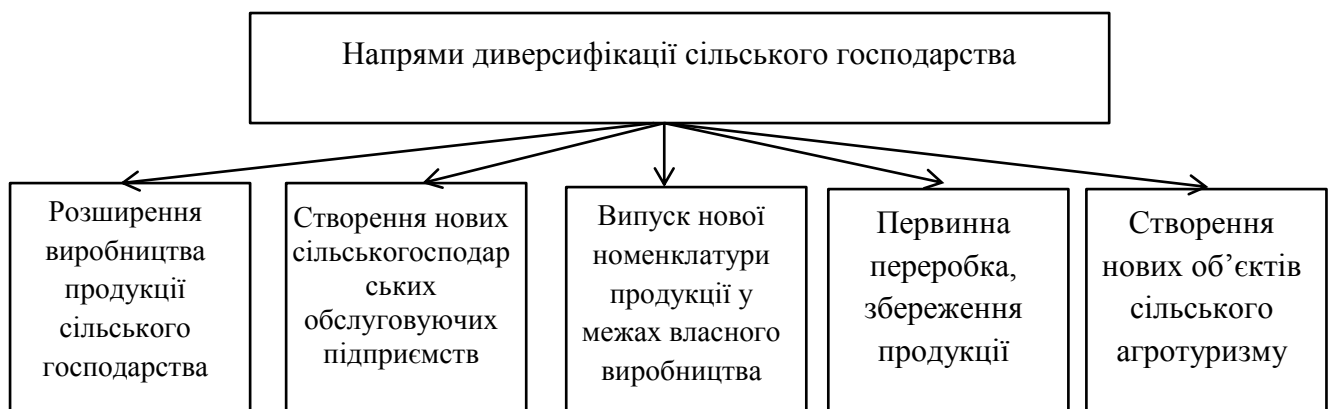 Напрями диверсифікації сільського господарства
Розширення
виробництва
продукції
сільського
господарства
Створення нових
сільськогосподар
ських
обслуговуючих
підприємств
Випуск нової
номенклатури
продукції у
межах власного
виробництва
Первинна
переробка,
збереження
продукції
Створення
нових об’єктів
сільського
агротуризму